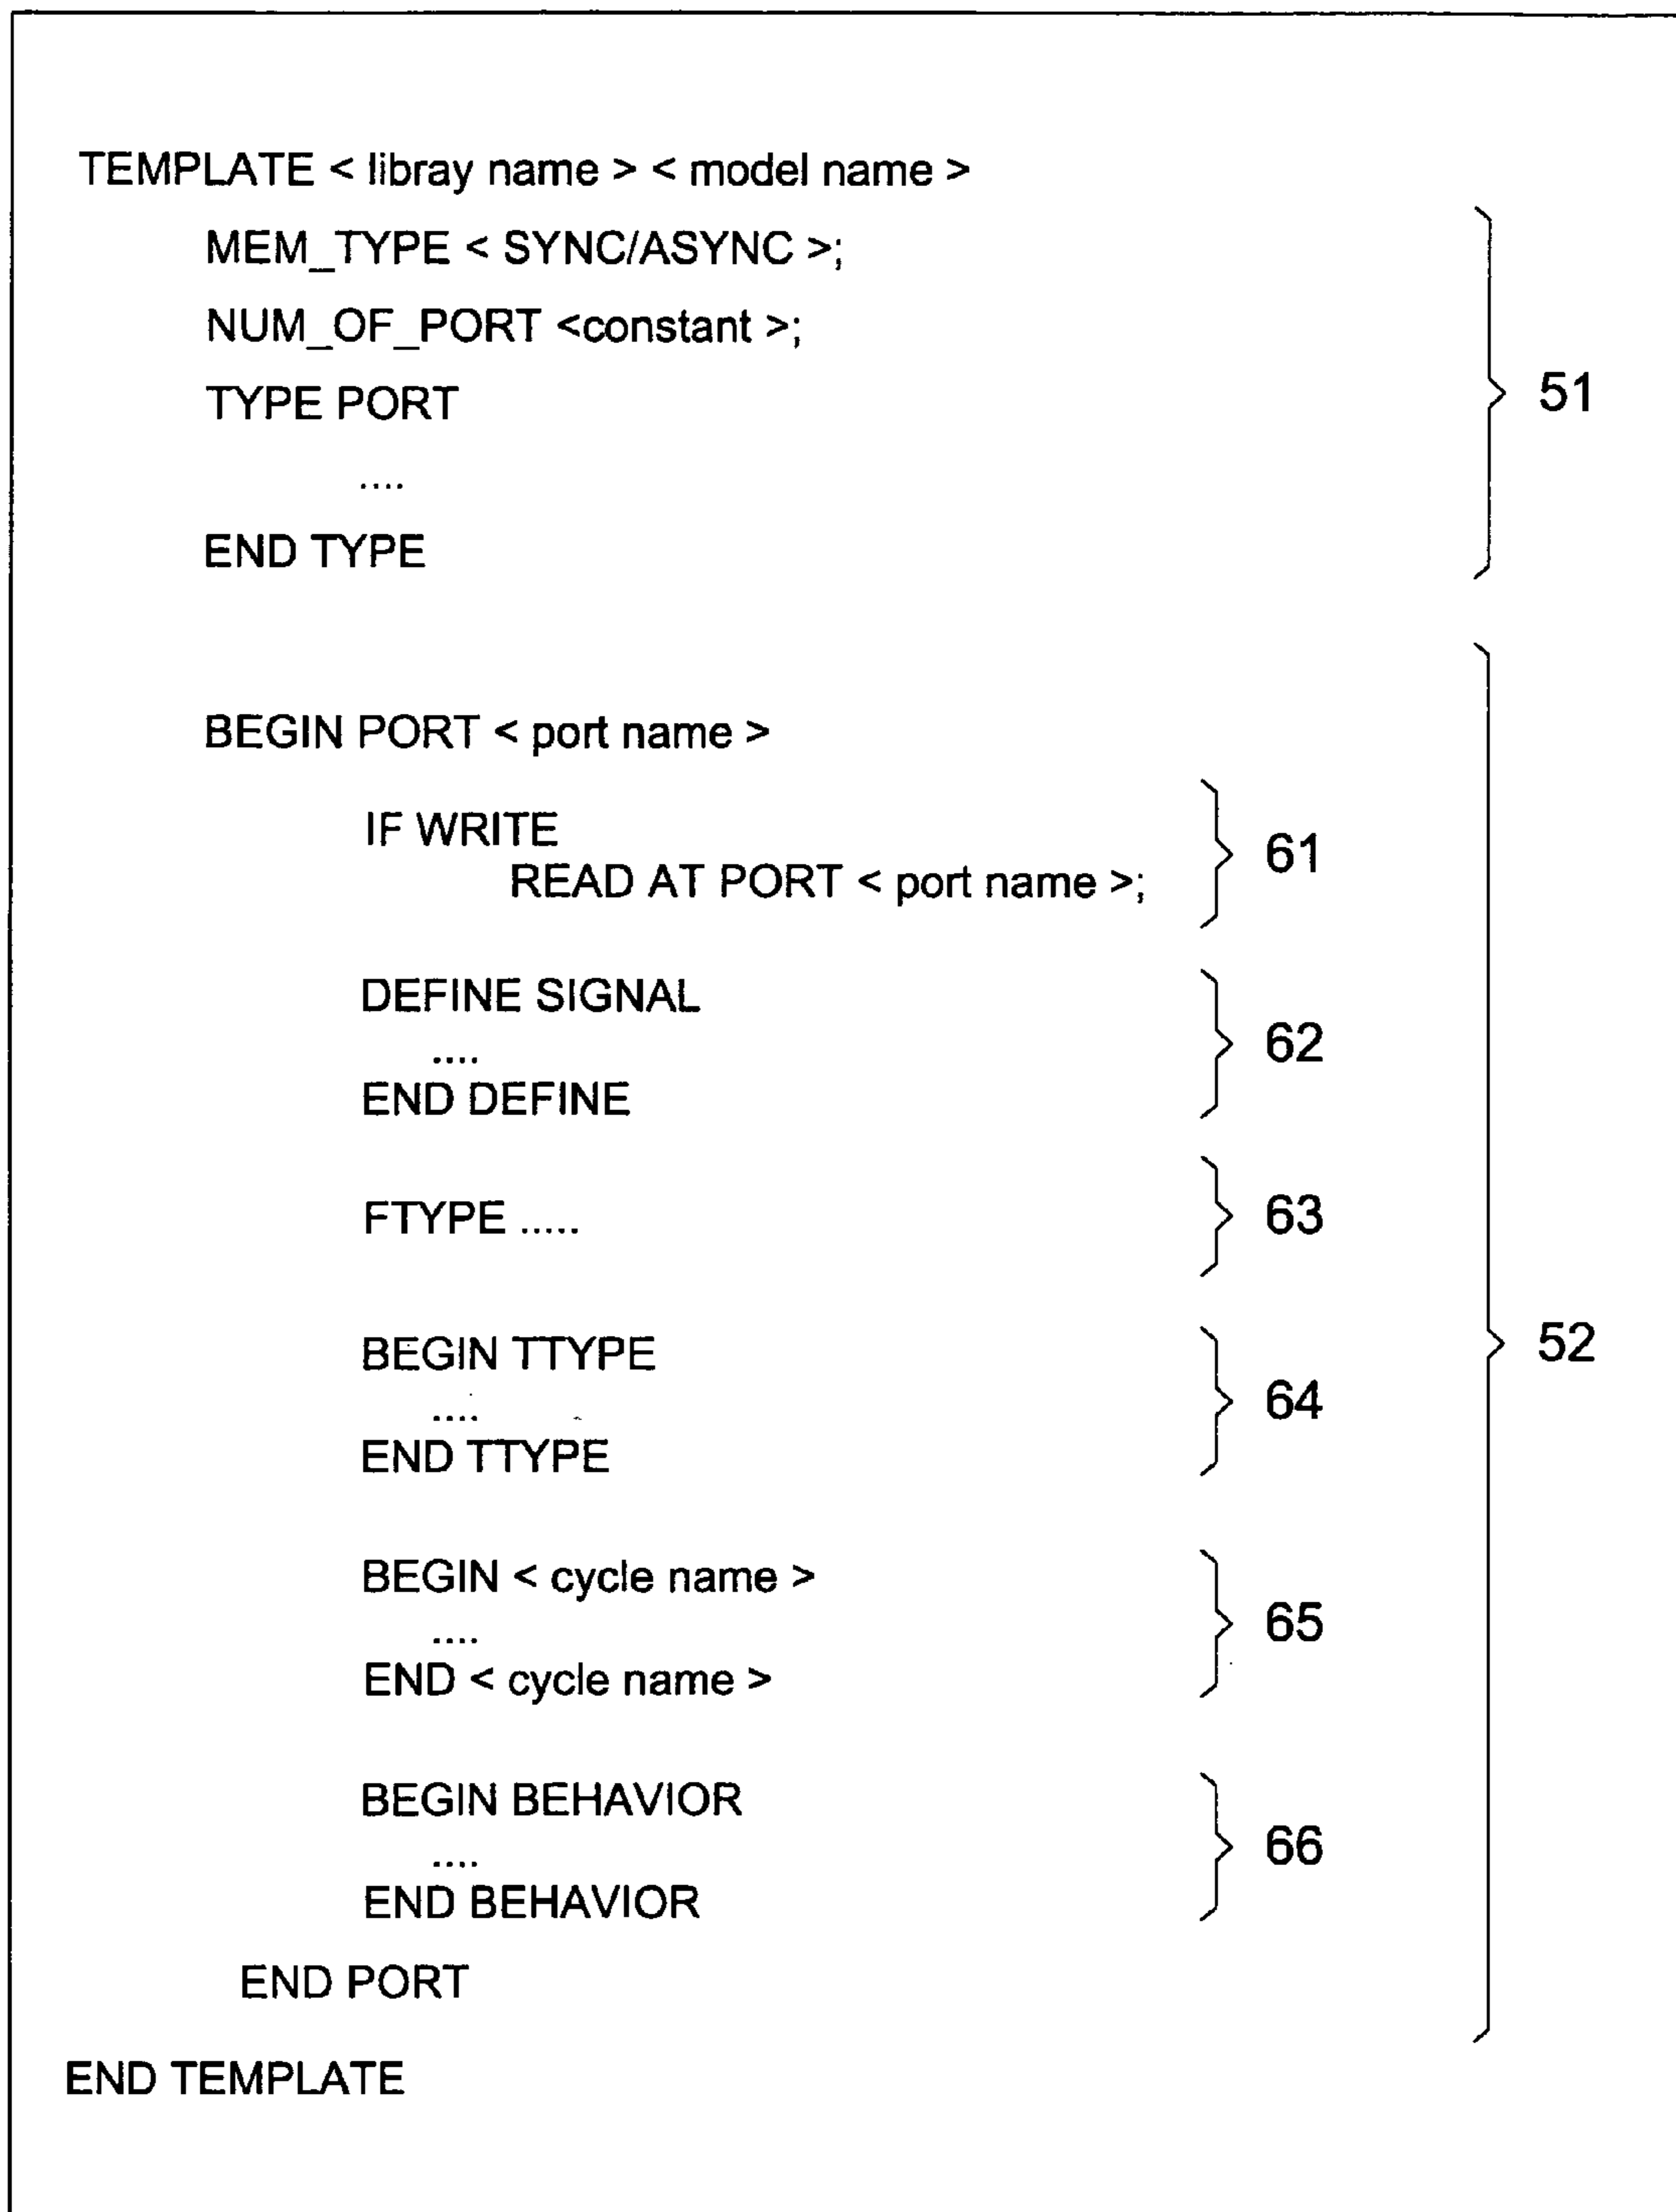 TEMPLATE < libray name > < model name >
MEM_TYPE < SYNC/ASYNC >;
NUM_OF_PORT <constant >;
TYPE PORT
....
END TYPE
51
BEGIN PORT < port name >
IF WRITE
READ AT PORT < port name >;
61
DEFINE SIGNAL
....
END DEFINE
62
FTYPE .....
63
BEGIN TTYPE
....
END TTYPE
64
BEGIN < cycle name >
....
END < cycle name >
65
BEGIN BEHAVIOR
....
END BEHAVIOR
66
END PORT
52
END TEMPLATE